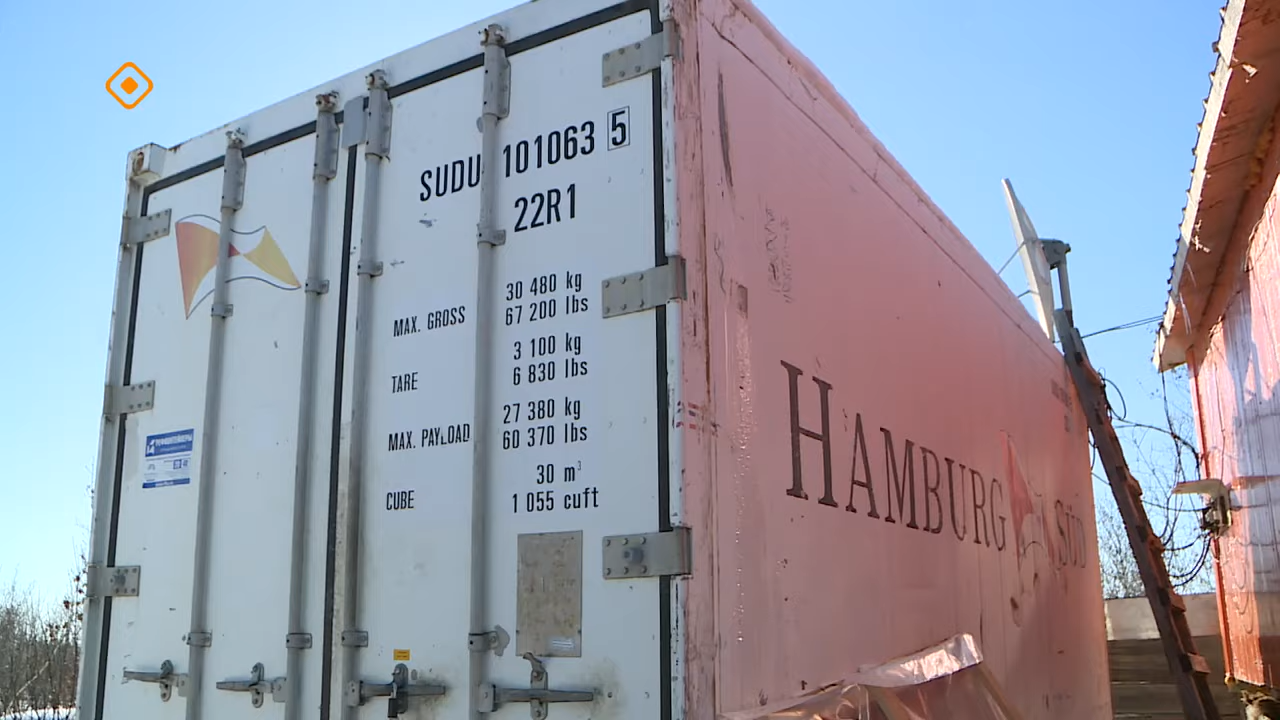 SUDU 101063 5
22R1
MAX. GROSS 30 480 kg
67 200 lbs
TARE 3 100 kg
6 830 lbs
MAX. PAYLOAD 27 380 kg
60 370 lbs
CUBE 30 m³
1 055 cuft
HAMBURG SÜD